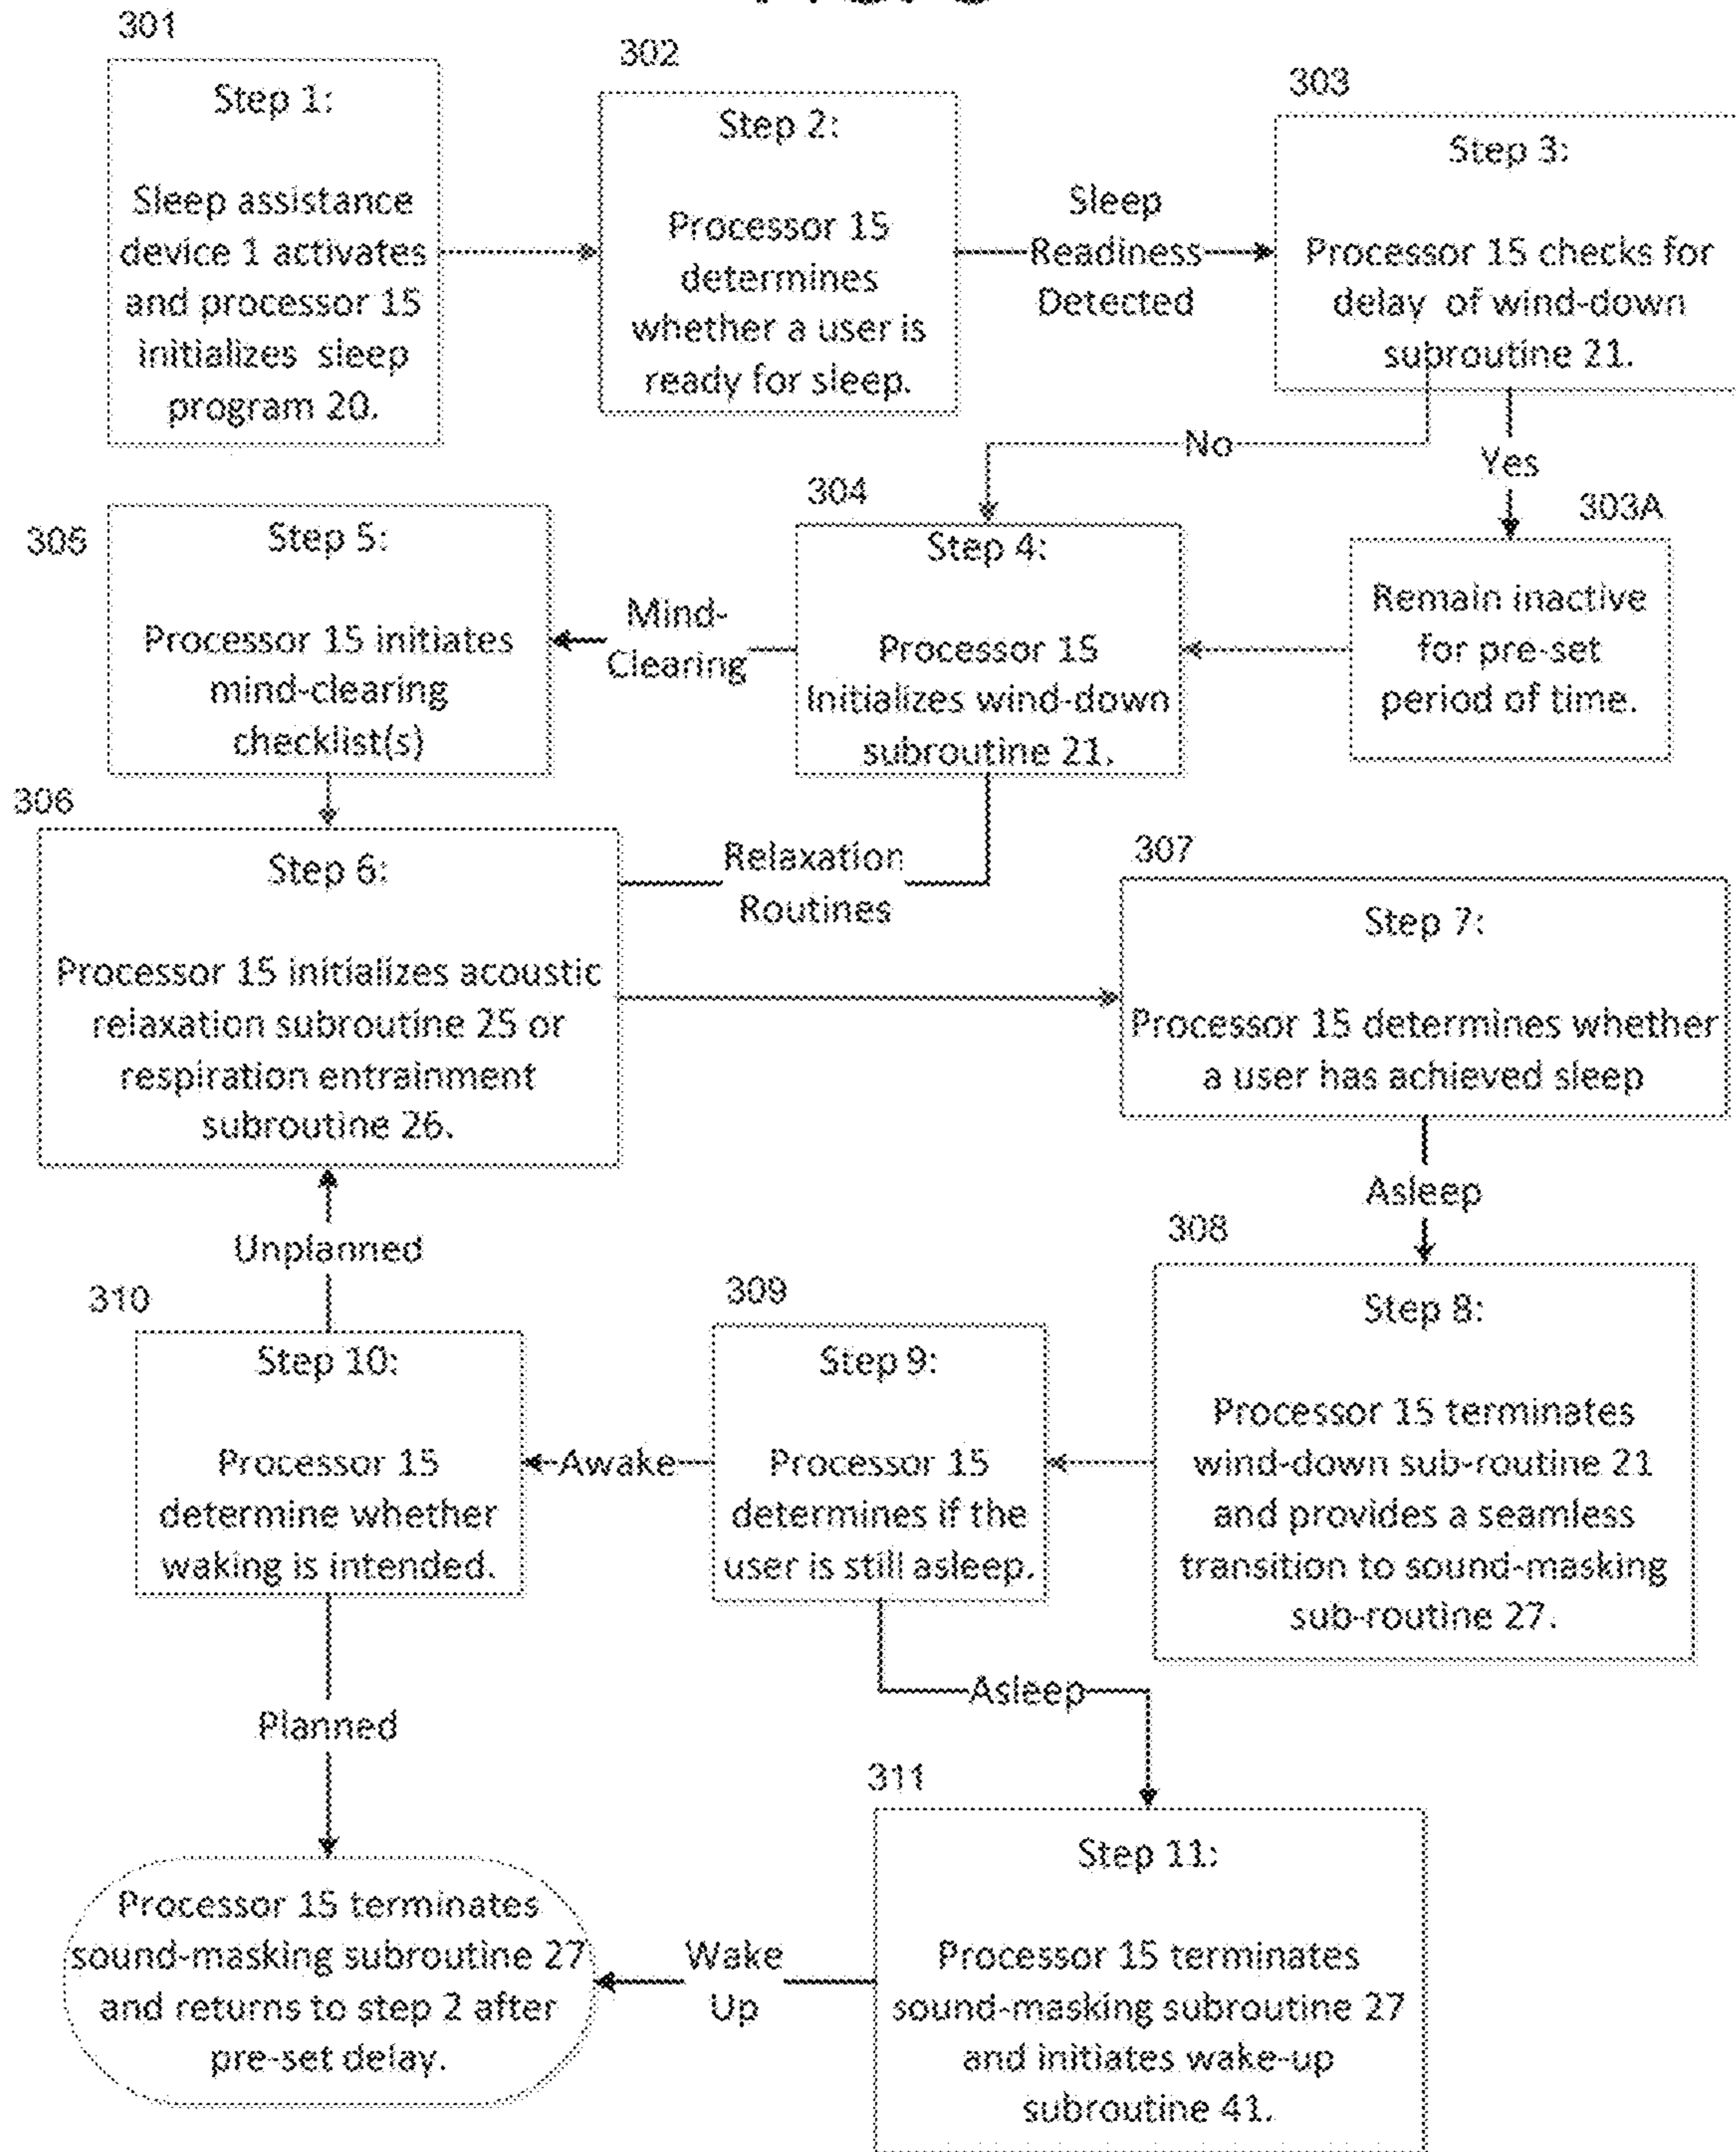 301
Step 1:
Sleep assistance
device 1 activates
and processor 15
initializes sleep
program 20.
302
Step 2:
Processor 15
determines
whether a user is
ready for sleep.
Sleep
Readiness
Detected
303
Step 3:
Processor 15 checks for
delay of wind-down
subroutine 21.
No
Yes
303A
Remain inactive
for pre-set
period of time.
304
Step 4:
Processor 15
Initializes wind-down
subroutine 21.
Mind-
Clearing
305
Step 5:
Processor 15 initiates
mind-clearing
checklist(s)
306
Step 6:
Processor 15 initializes acoustic
relaxation subroutine 25 or
respiration entrainment
subroutine 26.
Relaxation
Routines
307
Step 7:
Processor 15 determines whether
a user has achieved sleep
Asleep
308
Step 8:
Processor 15 terminates
wind-down sub-routine 21
and provides a seamless
transition to sound-masking
sub-routine 27.
309
Step 9:
Processor 15
determines if the
user is still asleep.
Awake
310
Step 10:
Processor 15
determine whether
waking is intended.
Unplanned
Planned
Asleep
311
Step 11:
Processor 15 terminates
sound-masking subroutine 27
and initiates wake-up
subroutine 41.
Wake
Up
Processor 15 terminates
sound-masking subroutine 27
and returns to step 2 after
pre-set delay.